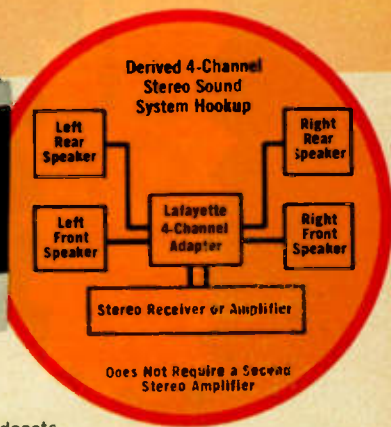 Derived 4-Channel
Stereo Sound
System Hookup
Left
Rear
Speaker
Right
Rear
Speaker
Lafayette
4-Channel
Adapter
Left
Front
Speaker
Right
Front
Speaker
Stereo Receiver or Amplifier
Does Not Require a Second
Stereo Amplifier